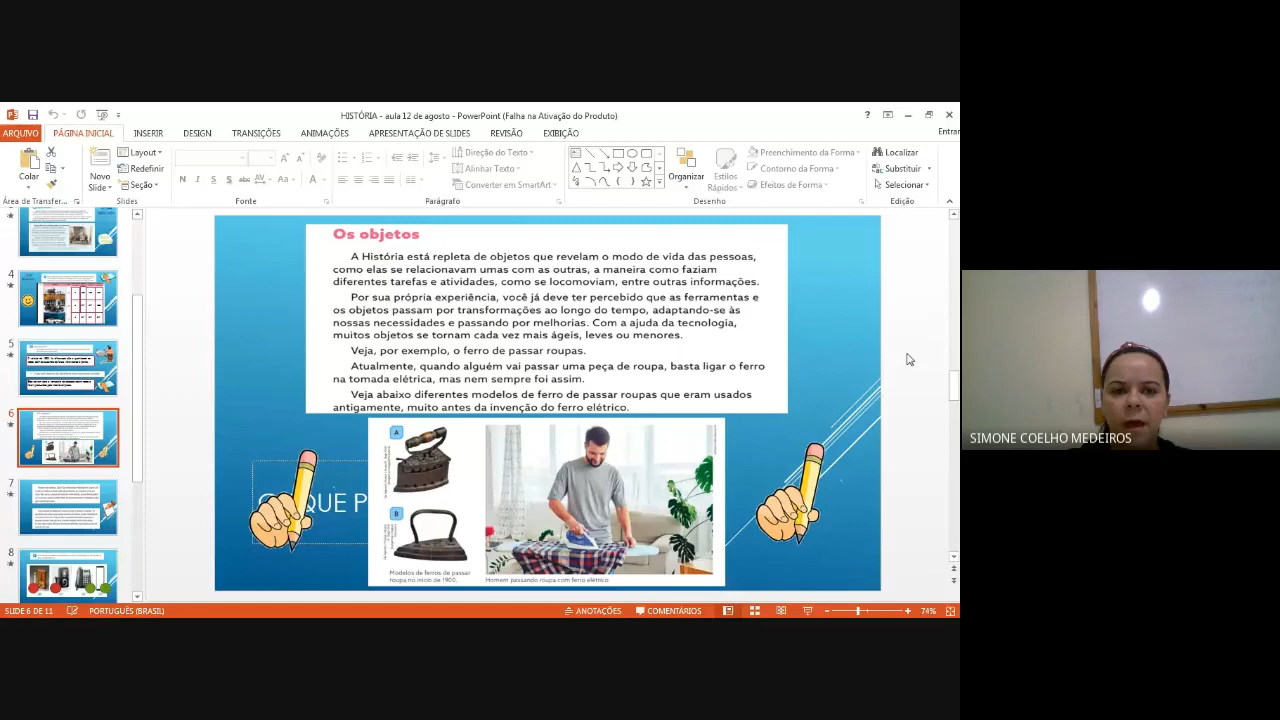 HISTÓRIA - aula 12 de agosto - PowerPoint (Falha na Ativação do Produto)
ARQUIVO PÁGINA INICIAL INSERIR DESIGN TRANSIÇÕES ANIMAÇÕES APRESENTAÇÃO DE SLIDES REVISÃO EXIBIÇÃO Entrar
Colar
Novo
Slide
Layout
Redefinir
Seção
N I S S abc AV Aa A
Direção do Texto
Alinhar Texto
Converter em SmartArt
Organizar
Estilos
Rápidos
Preenchimento da Forma
Contorno da Forma
Efeitos de Forma
Localizar
Substituir
Selecionar
Área de Transfer... Slides Fonte Parágrafo Desenho Edição
4
5
6
7
8
Os objetos
A História está repleta de objetos que revelam o modo de vida das pessoas,
como elas se relacionavam umas com as outras, a maneira como faziam
diferentes tarefas e atividades, como se locomoviam, entre outras informações.
Por sua própria experiência, você já deve ter percebido que as ferramentas e
os objetos passam por transformações ao longo do tempo, adaptando-se às
nossas necessidades e passando por melhorias. Com a ajuda da tecnologia,
muitos objetos se tornam cada vez mais ágeis, leves ou menores.
Veja, por exemplo, o ferro de passar roupas.
Atualmente, quando alguém vai passar uma peça de roupa, basta ligar o ferro
na tomada elétrica, mas nem sempre foi assim.
Veja abaixo diferentes modelos de ferro de passar roupas que eram usados
antigamente, muito antes da invenção do ferro elétrico.
A
B
QUE P
Modelos de ferros de passar
roupa no início de 1900,
Homem passando roupa com ferro elétrico
SIMONE COELHO MEDEIROS
SLIDE 6 DE 11 PORTUGUÊS (BRASIL) ANOTAÇÕES COMENTÁRIOS 74%